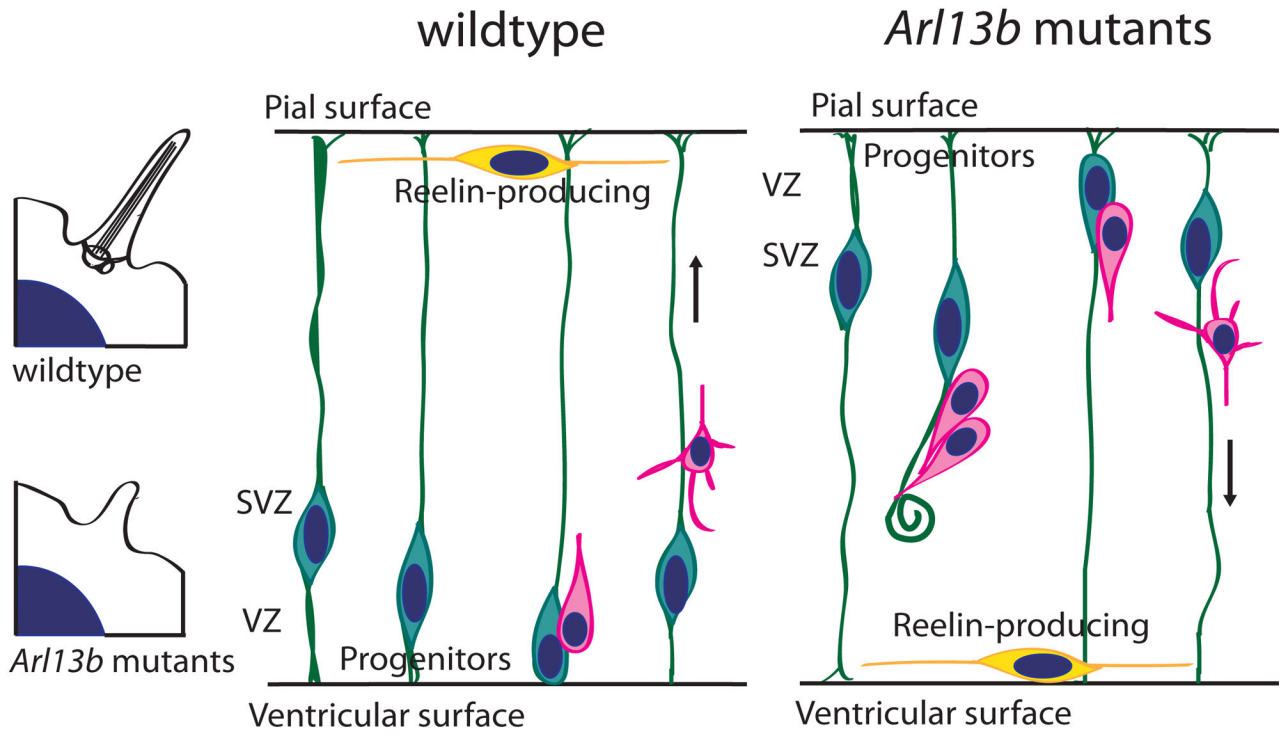 wildtype
Arl13b mutants
Pial surface
Pial surface
Progenitors
Reelin-producing
VZ
SVZ
wildtype
SVZ
VZ
Reelin-producing
Arl13b mutants
Progenitors
Ventricular surface
Ventricular surface